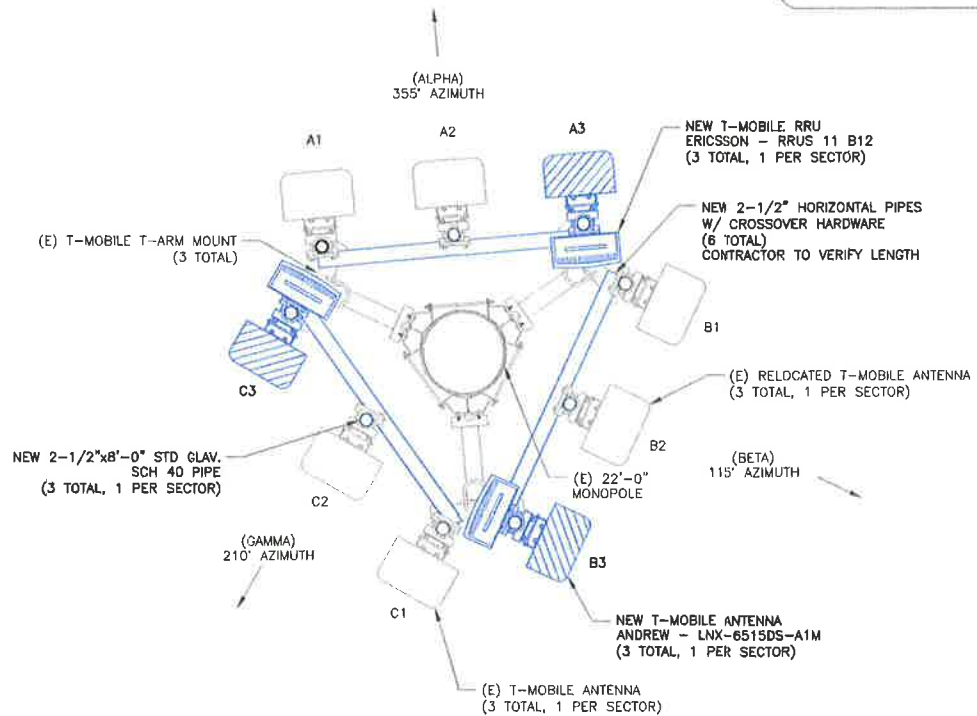 (ALPHA)
355' AZIMUTH
A1
A2
A3
NEW T-MOBILE RRU
ERICSSON - RRUS 11 B12
(3 TOTAL, 1 PER SECTOR)
NEW 2-1/2" HORIZONTAL PIPES
W/ CROSSOVER HARDWARE
(6 TOTAL)
CONTRACTOR TO VERIFY LENGTH
(E) T-MOBILE T-ARM MOUNT
(3 TOTAL)
B1
C3
(E) RELOCATED T-MOBILE ANTENNA
(3 TOTAL, 1 PER SECTOR)
B2
NEW 2-1/2"x8'-0" STD GLAV.
SCH 40 PIPE
(3 TOTAL, 1 PER SECTOR)
(BETA)
115' AZIMUTH
(E) 22'-0"
MONOPOLE
C2
(GAMMA)
210' AZIMUTH
B3
C1
NEW T-MOBILE ANTENNA
ANDREW - LNX-6515DS-A1M
(3 TOTAL, 1 PER SECTOR)
(E) T-MOBILE ANTENNA
(3 TOTAL, 1 PER SECTOR)